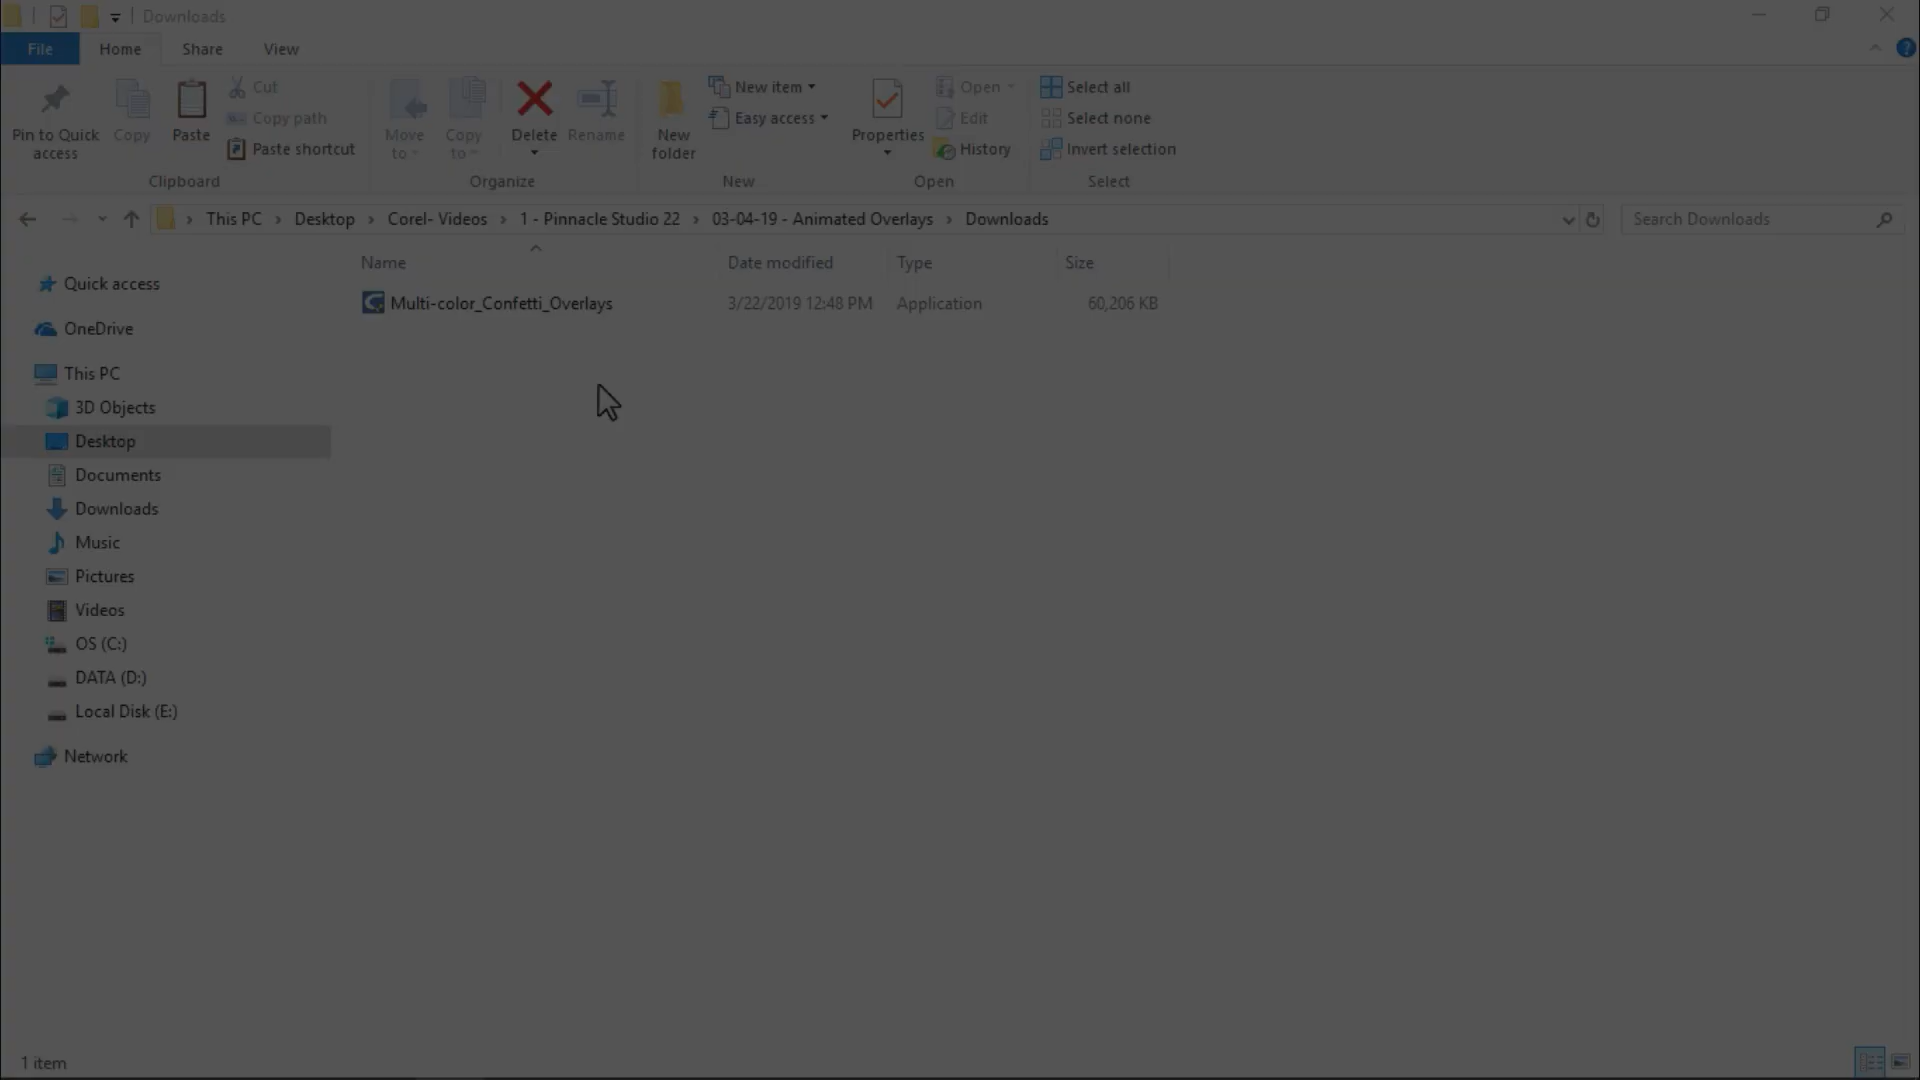 Downloads
File Home Share View
Pin to Quick access
Copy
Paste
Cut
Copy path
Paste shortcut
Clipboard
Move to
Copy to
Delete
Rename
Organize
New folder
New item
Easy access
New
Properties
Open
Edit
History
Open
Select all
Select none
Invert selection
Select
This PC > Desktop > Corel- Videos > 1 - Pinnacle Studio 22 > 03-04-19 - Animated Overlays > Downloads
Search Downloads
Name Date modified Type Size
Multi-color_Confetti_Overlays 3/22/2019 12:48 PM Application 60,206 KB
Quick access
OneDrive
This PC
3D Objects
Desktop
Documents
Downloads
Music
Pictures
Videos
OS (C:)
DATA (D:)
Local Disk (E:)
Network
1 item